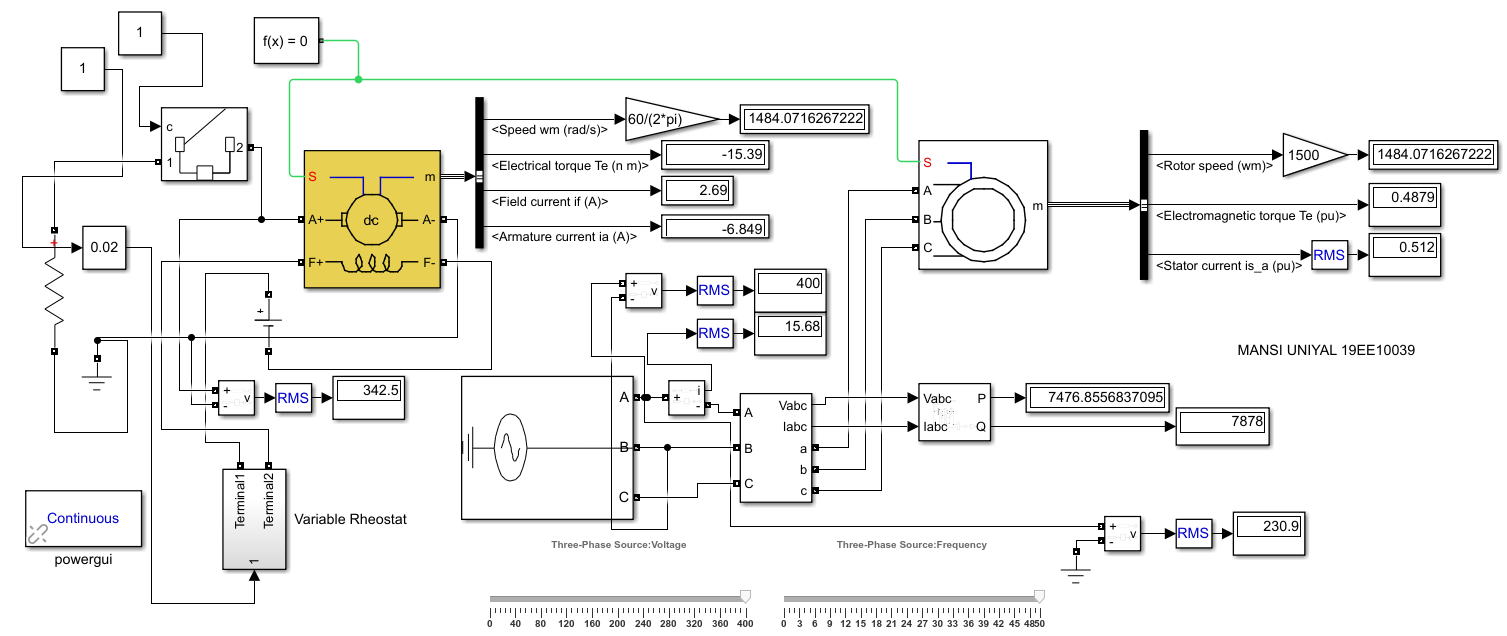 1
1
f(x) = 0
c
1
2
S
m
A+
dc
A-
F+
F-
<Speed wm (rad/s)>
60/(2*pi)
1484.0716267222
<Electrical torque Te (n m)>
-15.39
<Field current if (A)>
2.69
<Armature current ia (A)>
-6.849
S
A
B
C
m
<Rotor speed (wm)>
1500
1484.0716267222
<Electromagnetic torque Te (pu)>
0.4879
<Stator current is_a (pu)>
RMS
0.512
+
0.02
+
+
-
v
RMS
400
RMS
15.68
MANSI UNIYAL 19EE10039
+
-
v
RMS
342.5
A
B
C
+
i
-
A
B
C
Vabc
Iabc
a
b
c
Vabc
Iabc
P
Q
7476.8556837095
7878
Continuous
powergui
Terminal1
Terminal2
1
Variable Rheostat
Three-Phase Source:Voltage
Three-Phase Source:Frequency
+
-
v
RMS
230.9
0 40 80 120 160 200 240 280 320 360 400
0 3 6 9 12 15 18 21 24 27 30 33 36 39 42 45 4850